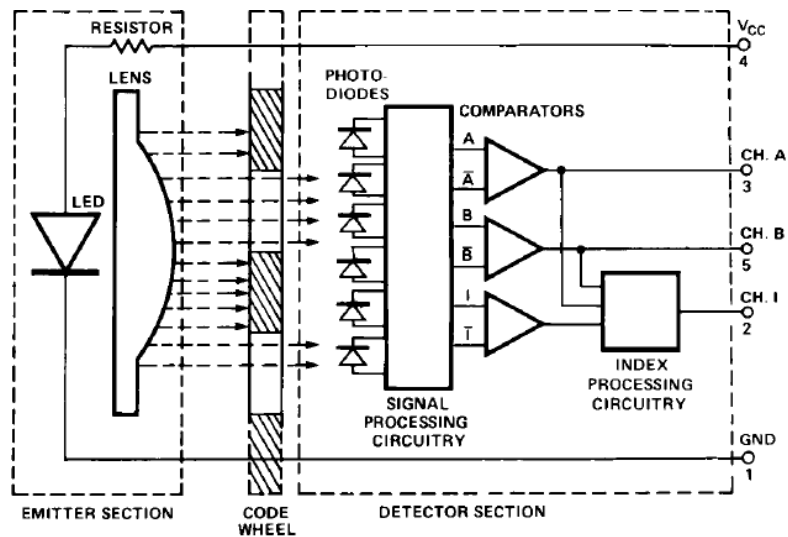 RESISTOR
LENS
LED
PHOTO-
DIODES
COMPARATORS
A
A̅
B
B̅
I
I̅
VCC
4
CH. A
3
CH. B
5
CH. I
2
GND
1
SIGNAL
PROCESSING
CIRCUITRY
INDEX
PROCESSING
CIRCUITRY
EMITTER SECTION
CODE
WHEEL
DETECTOR SECTION